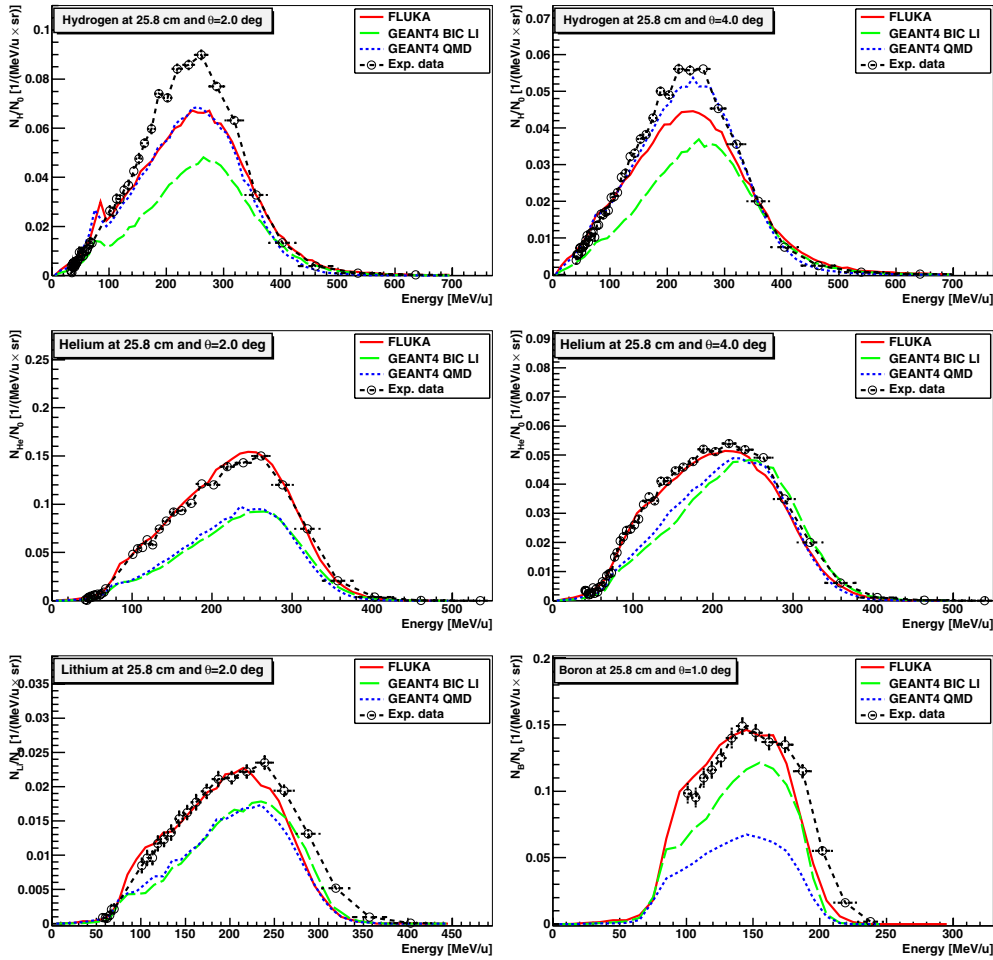 Hydrogen at 25.8 cm and θ=2.0 deg
FLUKA
GEANT4 BIC LI
GEANT4 QMD
Exp. data
N_H/N_0 [1/(MeV/u × sr)]
0.1
0.08
0.06
0.04
0.02
0
0 100 200 300 400 500 600 700
Energy [MeV/u]
Hydrogen at 25.8 cm and θ=4.0 deg
FLUKA
GEANT4 BIC LI
GEANT4 QMD
Exp. data
N_H/N_0 [1/(MeV/u × sr)]
0.07
0.06
0.05
0.04
0.03
0.02
0.01
0
0 100 200 300 400 500 600 700
Energy [MeV/u]
Helium at 25.8 cm and θ=2.0 deg
FLUKA
GEANT4 BIC LI
GEANT4 QMD
Exp. data
N_He/N_0 [1/(MeV/u × sr)]
0.25
0.2
0.15
0.1
0.05
0
0 100 200 300 400 500
Energy [MeV/u]
Helium at 25.8 cm and θ=4.0 deg
FLUKA
GEANT4 BIC LI
GEANT4 QMD
Exp. data
N_He/N_0 [1/(MeV/u × sr)]
0.09
0.08
0.07
0.06
0.05
0.04
0.03
0.02
0.01
0
0 100 200 300 400 500
Energy [MeV/u]
Lithium at 25.8 cm and θ=2.0 deg
FLUKA
GEANT4 BIC LI
GEANT4 QMD
Exp. data
N_Li/N_0 [1/(MeV/u × sr)]
0.035
0.03
0.025
0.02
0.015
0.01
0.005
0
0 50 100 150 200 250 300 350 400 450
Energy [MeV/u]
Boron at 25.8 cm and θ=1.0 deg
FLUKA
GEANT4 BIC LI
GEANT4 QMD
Exp. data
N_B/N_0 [1/(MeV/u × sr)]
0.2
0.15
0.1
0.05
0
0 50 100 150 200 250 300
Energy [MeV/u]